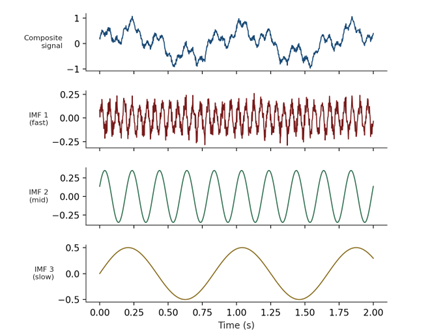 Composite
signal
1
0
−1
IMF 1
(fast)
0.25
0.00
−0.25
IMF 2
(mid)
0.25
0.00
−0.25
IMF 3
(slow)
0.5
0.0
−0.5
0.00 0.25 0.50 0.75 1.00 1.25 1.50 1.75 2.00
Time (s)